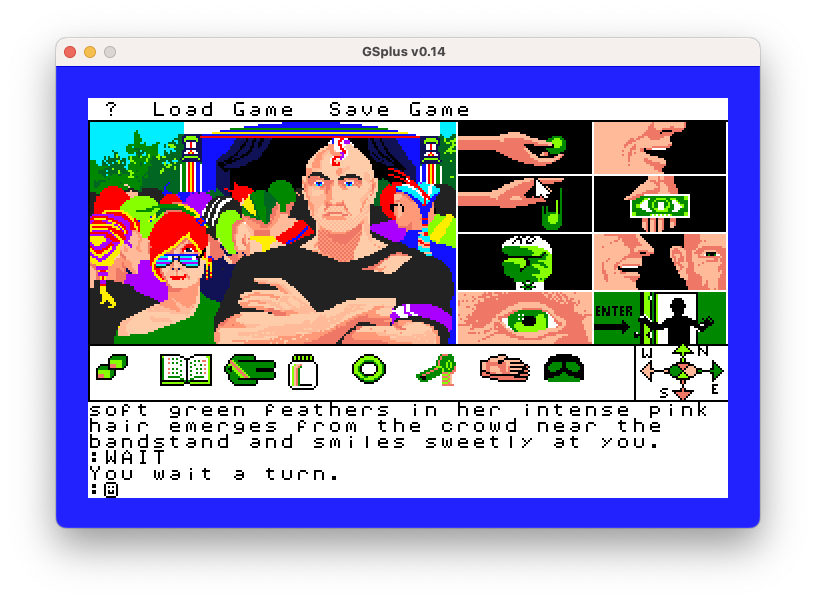 GSplus v0.14
? Load Game Save Game
ENTER
W N
S E
soft green feathers in her intense pink
hair emerges from the crowd near the
bandstand and smiles sweetly at you.
:WAIT
You wait a turn.
: